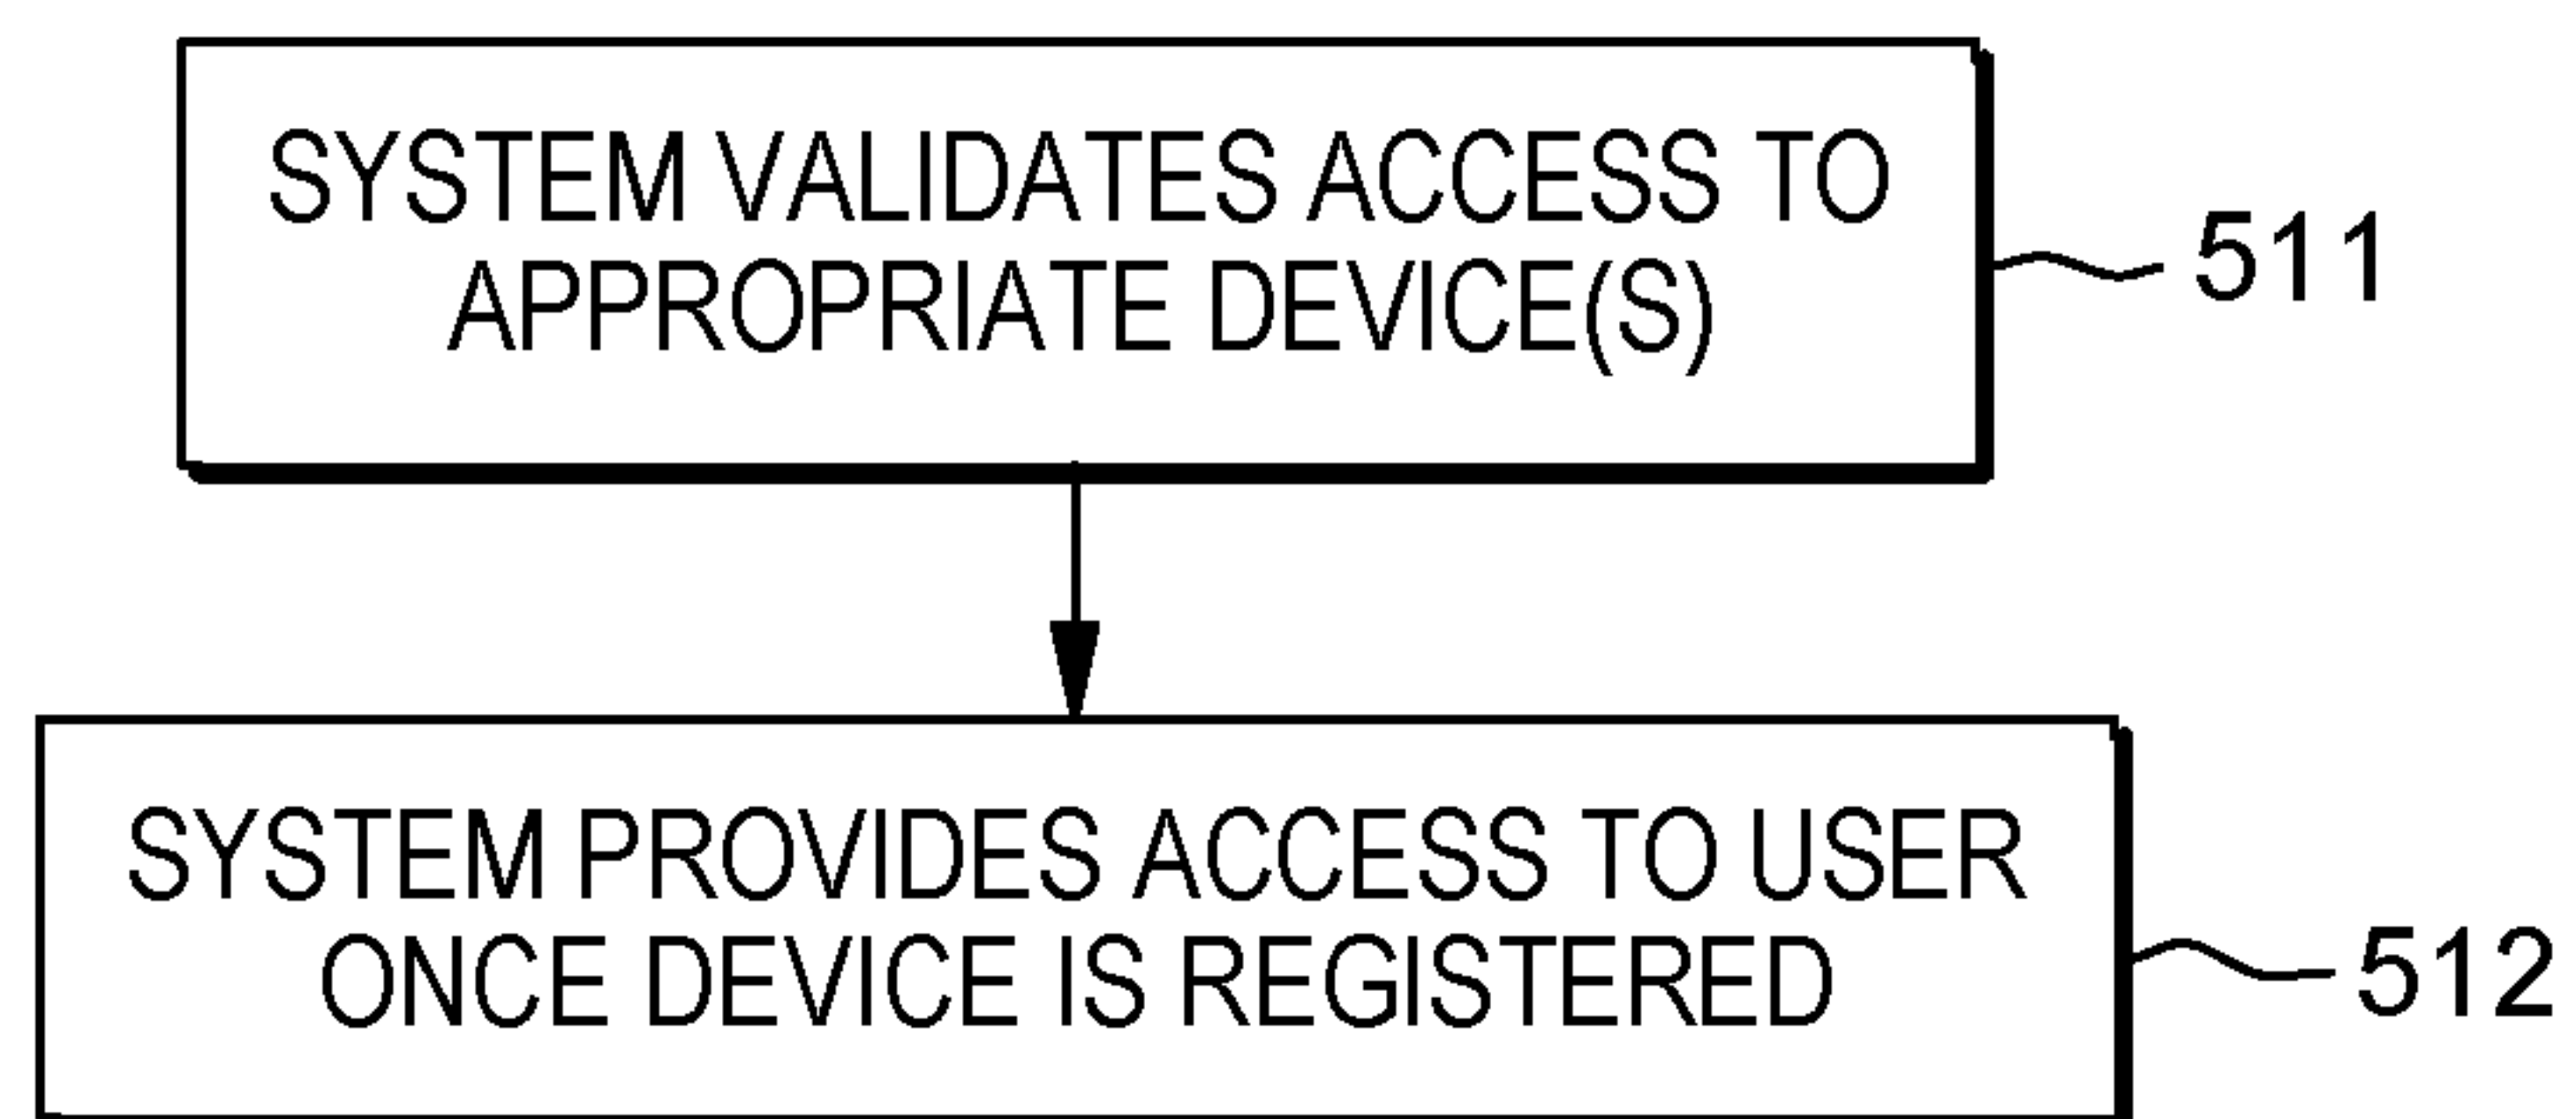 SYSTEM VALIDATES ACCESS TO
APPROPRIATE DEVICE(S)
511
SYSTEM PROVIDES ACCESS TO USER
ONCE DEVICE IS REGISTERED
512